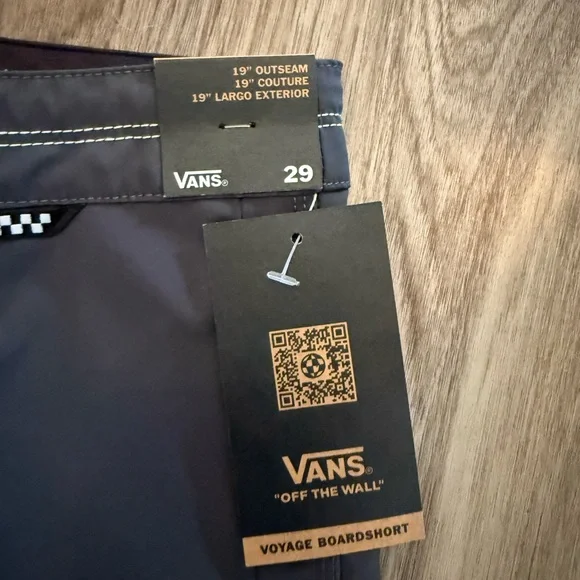 19" OUTSEAM
19" COUTURE
19" LARGO EXTERIOR
VANS® 29
VANS®
"OFF THE WALL"
VOYAGE BOARDSHORT